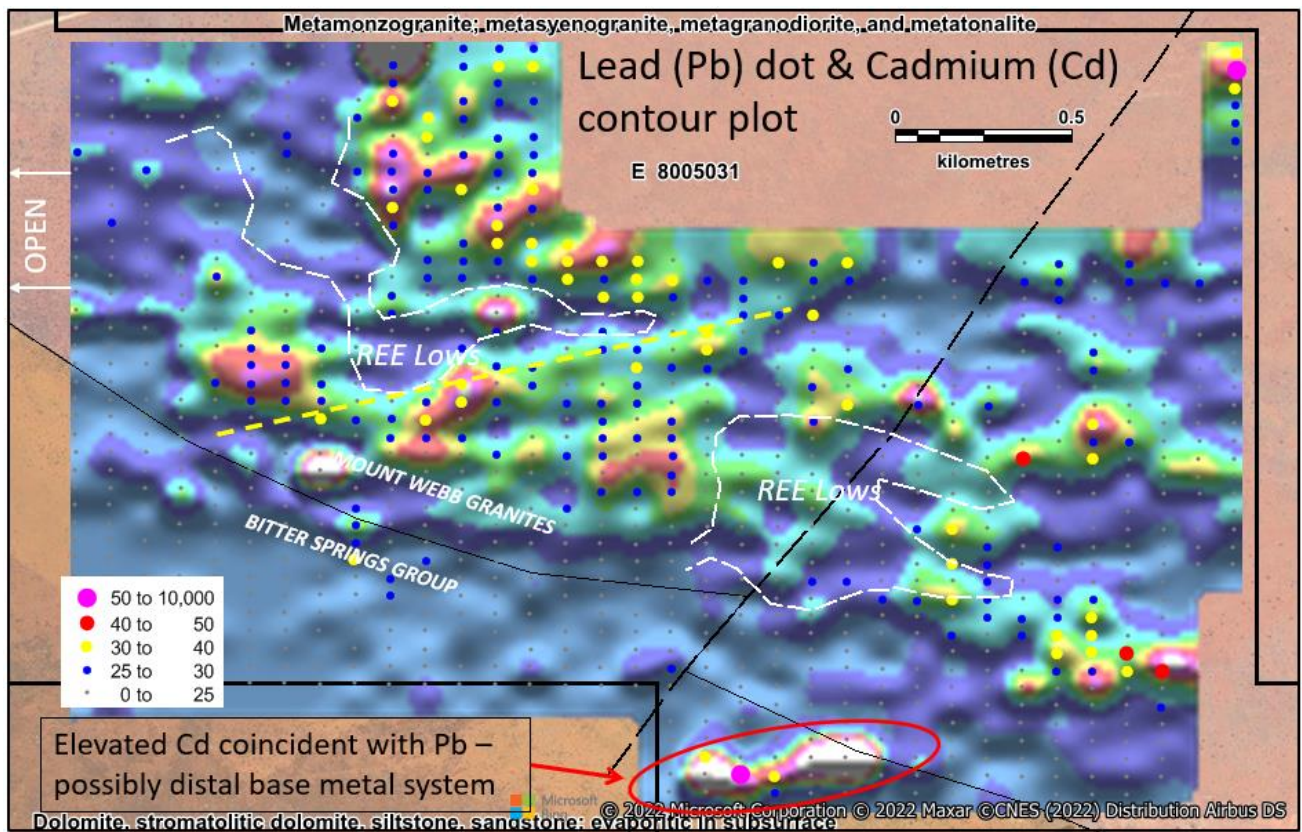 Metamonzogranite; metasyenogranite, metagranodiorite, and metatonalite
Lead (Pb) dot & Cadmium (Cd)
contour plot
0 0.5
kilometres
E 8005031
OPEN
REE Lows
REE Lows
MOUNT WEBB GRANITES
BITTER SPRINGS GROUP
50 to 10,000
40 to 50
30 to 40
25 to 30
0 to 25
Elevated Cd coincident with Pb –
possibly distal base metal system
Microsoft
Bing
© 2022 Microsoft Corporation © 2022 Maxar ©CNES (2022) Distribution Airbus DS
Dolomite, stromatolitic dolomite, siltstone, sandstone; evaporitic in subsurface